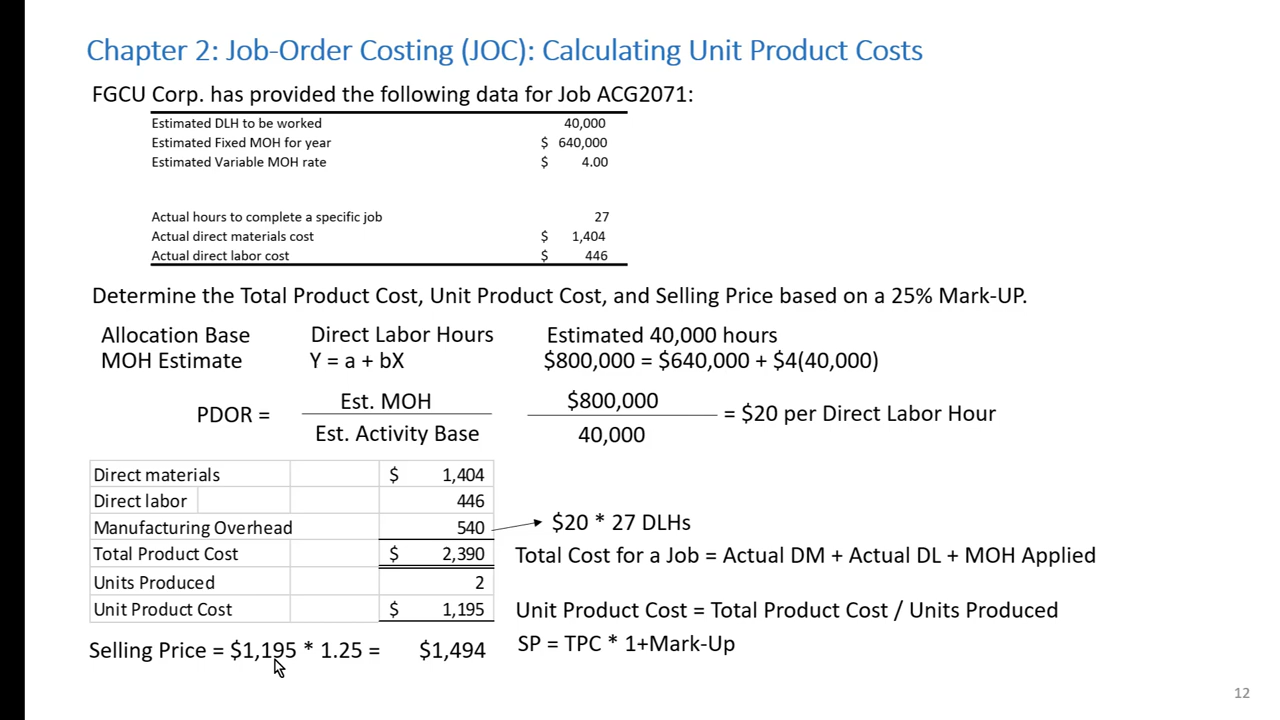 Chapter 2: Job-Order Costing (JOC): Calculating Unit Product Costs
FGCU Corp. has provided the following data for Job ACG2071:
Estimated DLH to be worked 40,000
Estimated Fixed MOH for year $ 640,000
Estimated Variable MOH rate $ 4.00
Actual hours to complete a specific job 27
Actual direct materials cost $ 1,404
Actual direct labor cost $ 446
Determine the Total Product Cost, Unit Product Cost, and Selling Price based on a 25% Mark-UP.
Allocation Base Direct Labor Hours Estimated 40,000 hours
MOH Estimate Y = a + bX $800,000 = $640,000 + $4(40,000)
Est. MOH $800,000
PDOR = = $20 per Direct Labor Hour
Est. Activity Base 40,000
Direct materials $ 1,404
Direct labor 446
Manufacturing Overhead 540 $20 * 27 DLHs
Total Product Cost $ 2,390 Total Cost for a Job = Actual DM + Actual DL + MOH Applied
Units Produced 2
Unit Product Cost $ 1,195 Unit Product Cost = Total Product Cost / Units Produced
Selling Price = $1,195 * 1.25 = $1,494 SP = TPC * 1+Mark-Up
12